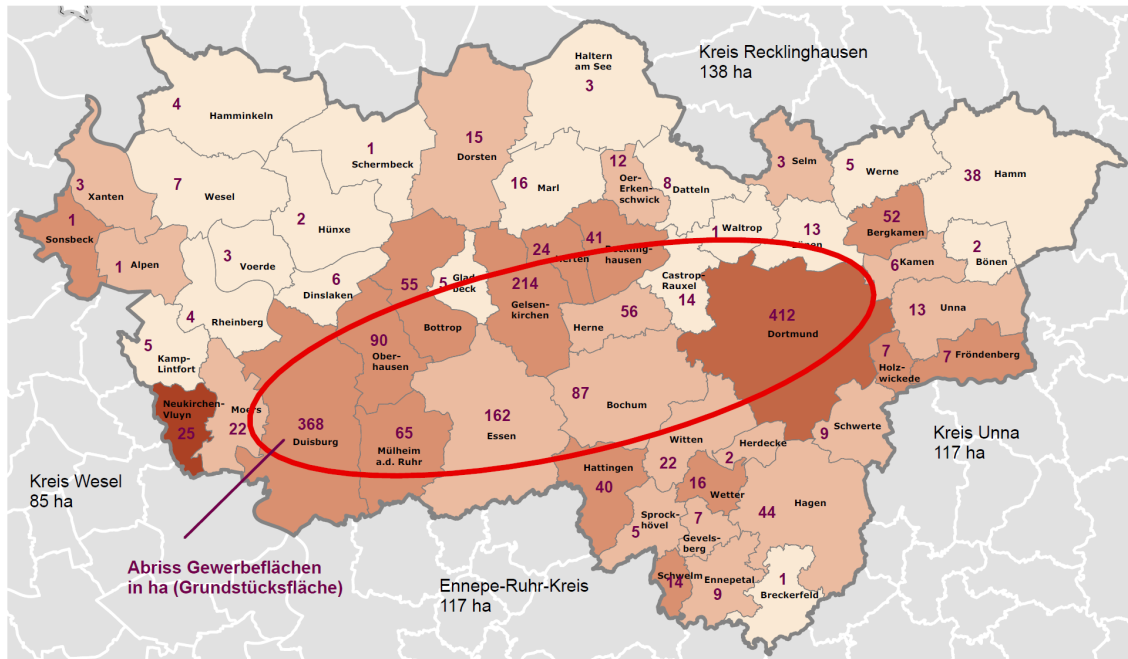 Kreis Recklinghausen
138 ha
Haltern
am See
3
4
Hamminkeln
1
Schermbeck
15
Dorsten
12
Oer-
Erken-
schwick
3
Selm
5
Werne
38
Hamm
3
Xanten
7
Wesel
16
Marl
8
Datteln
1
Sonsbeck
2
Hünxe
1
Waltrop
13
Lünen
52
Bergkamen
2
Bönen
1
Alpen
3
Voerde
6
Dinslaken
55
Bottrop
5
Glad-
beck
24
Herten
41
Recklings-
hausen
6
Kamen
214
Gelsen-
kirchen
Castrop-
Rauxel
14
412
Dortmund
13
Unna
4
Rheinberg
5
Kamp-
Lintfort
90
Ober-
hausen
56
Herne
7
Holz-
wickede
7
Fröndenberg
Neukirchen-
Vluyn
25
Moers
22
368
Duisburg
65
Mülheim
a.d. Ruhr
162
Essen
87
Bochum
Witten
22
Herdecke
2
9
Schwerte
Kreis Unna
117 ha
Kreis Wesel
85 ha
Hattingen
40
16
Wetter
Hagen
44
Sprock-
hövel
5
7
Gevels-
berg
Abriss Gewerbeflächen
in ha (Grundstücksfläche)
Ennepe-Ruhr-Kreis
117 ha
Schwelm
14
Ennepetal
9
1
Breckerfeld